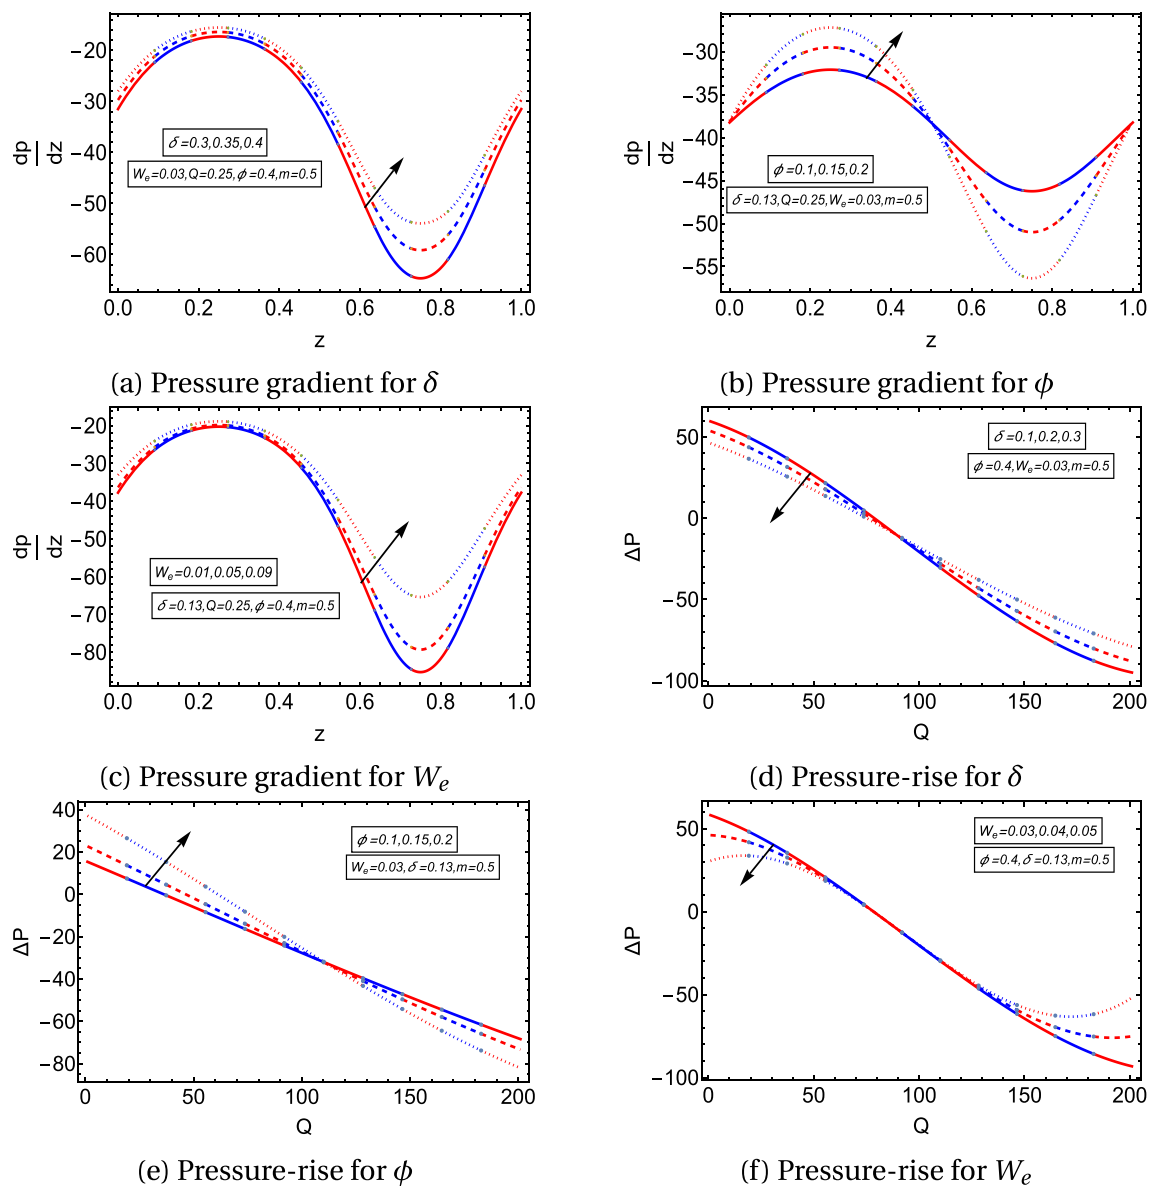 −20
−30
−40
−50
−60
dp
dz
δ=0.3,0.35,0.4
We=0.03,Q=0.25,ϕ=0.4,m=0.5
0.0 0.2 0.4 0.6 0.8 1.0
z
(a) Pressure gradient for δ
−30
−35
−40
−45
−50
−55
dp
dz
ϕ=0.1,0.15,0.2
δ=0.13,Q=0.25,We=0.03,m=0.5
0.0 0.2 0.4 0.6 0.8 1.0
z
(b) Pressure gradient for ϕ
−20
−30
−40
−50
−60
−70
−80
dp
dz
We=0.01,0.05,0.09
δ=0.13,Q=0.25,ϕ=0.4,m=0.5
0.0 0.2 0.4 0.6 0.8 1.0
z
(c) Pressure gradient for We
50
0
−50
−100
ΔP
δ=0.1,0.2,0.3
ϕ=0.4,We=0.03,m=0.5
0 50 100 150 200
Q
(d) Pressure-rise for δ
40
20
0
−20
−40
−60
−80
ΔP
ϕ=0.1,0.15,0.2
We=0.03,δ=0.13,m=0.5
0 50 100 150 200
Q
(e) Pressure-rise for ϕ
50
0
−50
−100
ΔP
We=0.03,0.04,0.05
ϕ=0.4,δ=0.13,m=0.5
0 50 100 150 200
Q
(f) Pressure-rise for We